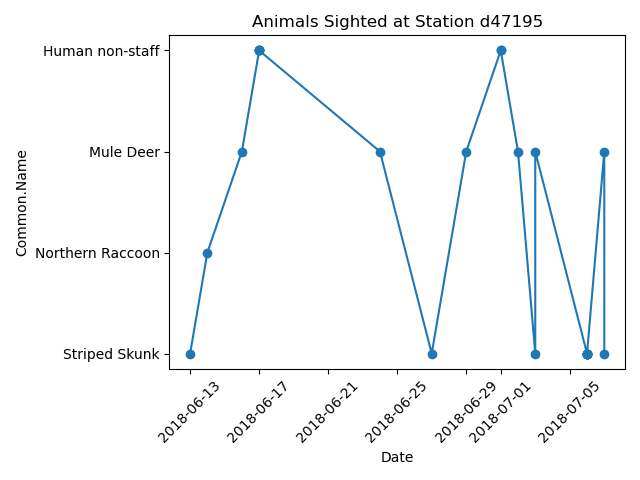 Animals Sighted at Station d47195
Human non-staff
Mule Deer
Northern Raccoon
Striped Skunk
Common.Name
2018-06-13
2018-06-17
2018-06-21
2018-06-25
2018-06-29
2018-07-01
2018-07-05
Date